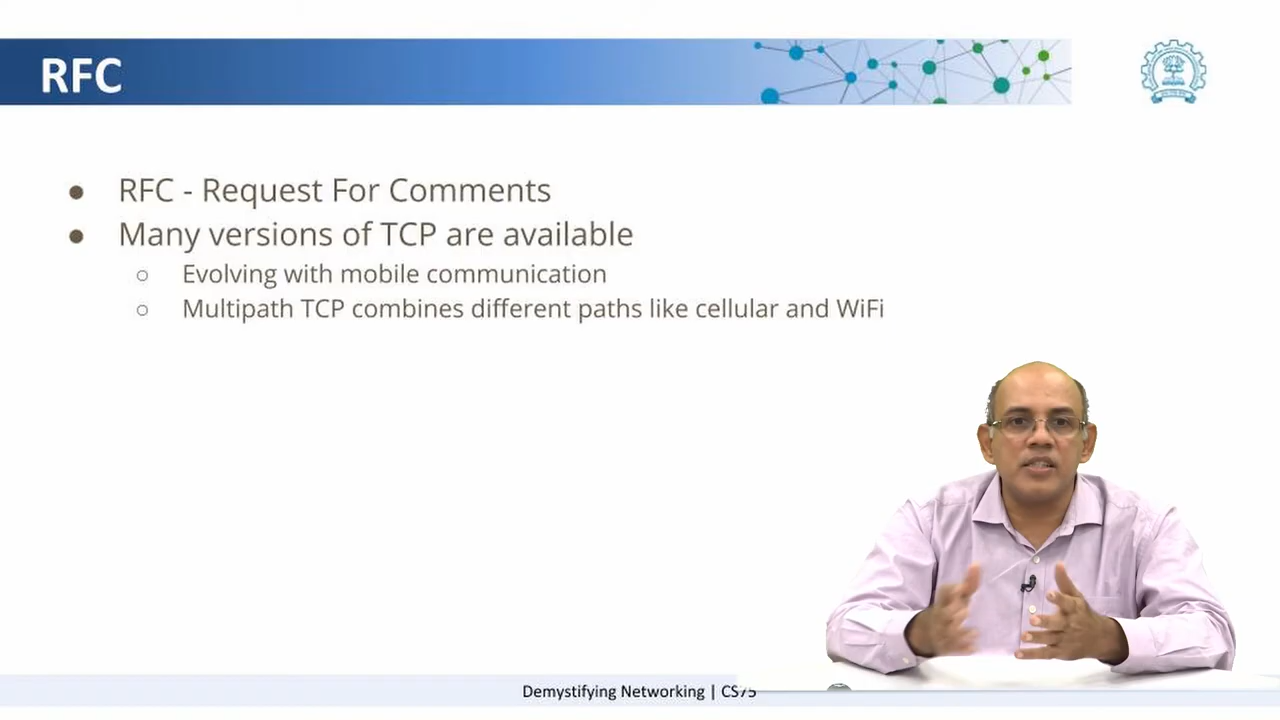 RFC
● RFC - Request For Comments
● Many versions of TCP are available
○ Evolving with mobile communication
○ Multipath TCP combines different paths like cellular and WiFi
Demystifying Networking | CS75